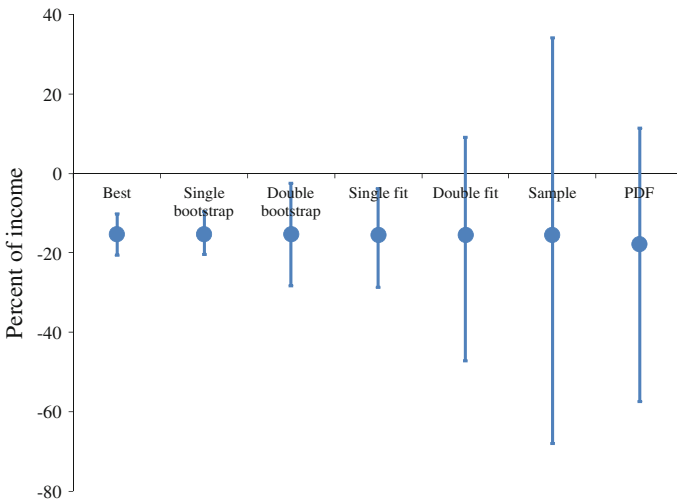 40
20
0
-20
-40
-60
-80
Percent of income
Best
Single
bootstrap
Double
bootstrap
Single fit
Double fit
Sample
PDF